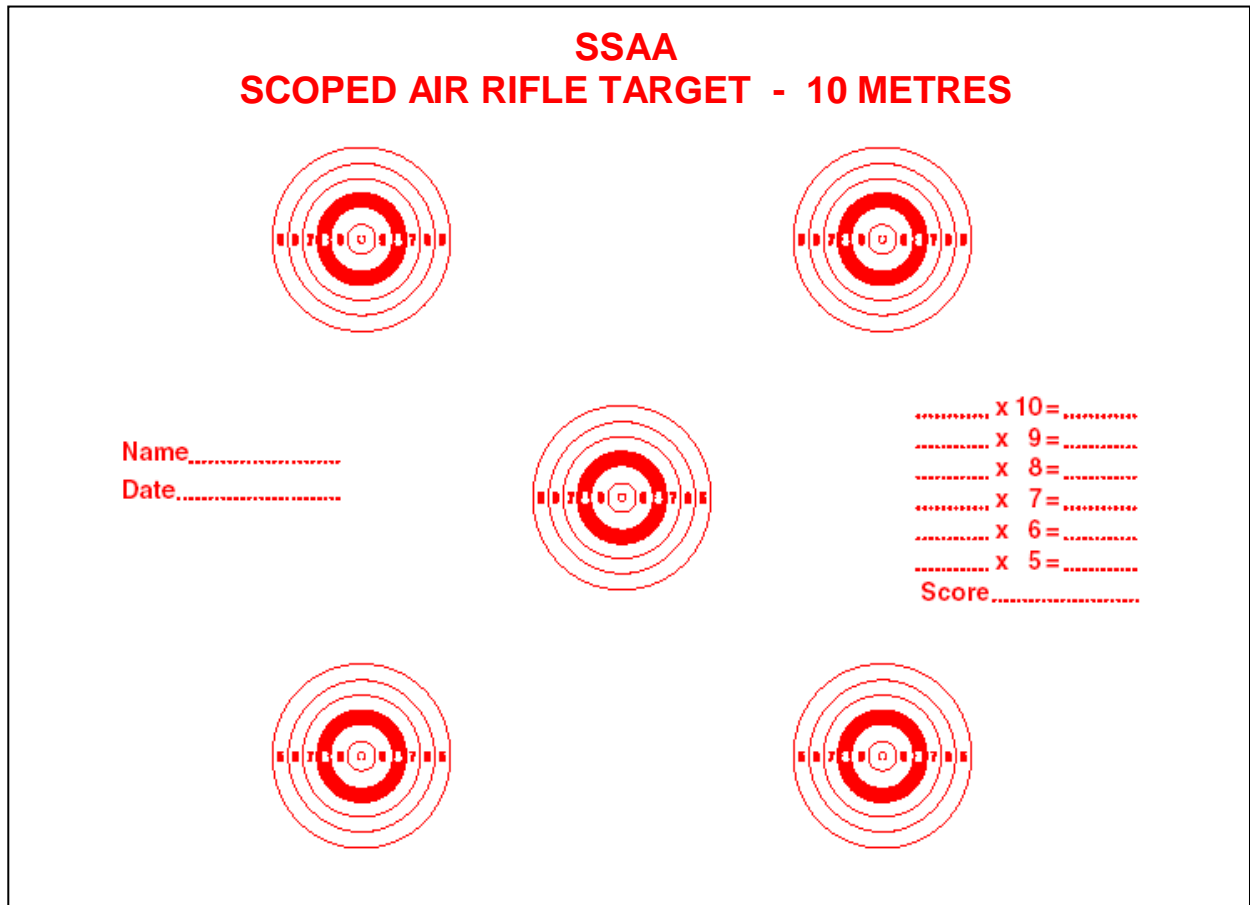 SSAA
SCOPED AIR RIFLE TARGET - 10 METRES
Name
Date
x 10=
x 9=
x 8=
x 7=
x 6=
x 5=
Score